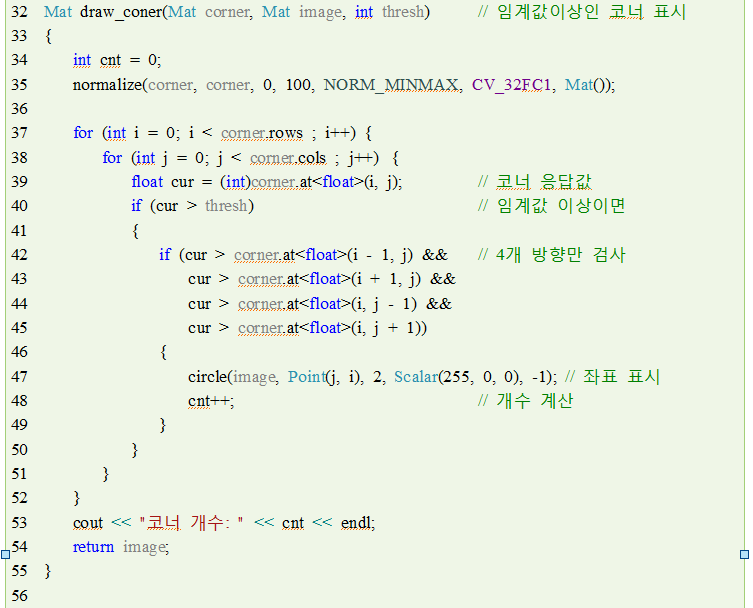 32 Mat draw_coner(Mat corner, Mat image, int thresh) // 임계값이상인 코너 표시
33 {
34 int cnt = 0;
35 normalize(corner, corner, 0, 100, NORM_MINMAX, CV_32FC1, Mat());
36
37 for (int i = 0; i < corner.rows ; i++) {
38 for (int j = 0; j < corner.cols ; j++) {
39 float cur = (int)corner.at<float>(i, j); // 코너 응답값
40 if (cur > thresh) // 임계값 이상이면
41 {
42 if (cur > corner.at<float>(i - 1, j) && // 4개 방향만 검사
43 cur > corner.at<float>(i + 1, j) &&
44 cur > corner.at<float>(i, j - 1) &&
45 cur > corner.at<float>(i, j + 1))
46 {
47 circle(image, Point(j, i), 2, Scalar(255, 0, 0), -1); // 좌표 표시
48 cnt++; // 개수 계산
49 }
50 }
51 }
52 }
53 cout << "코너 개수: " << cnt << endl;
54 return image;
55 }
56